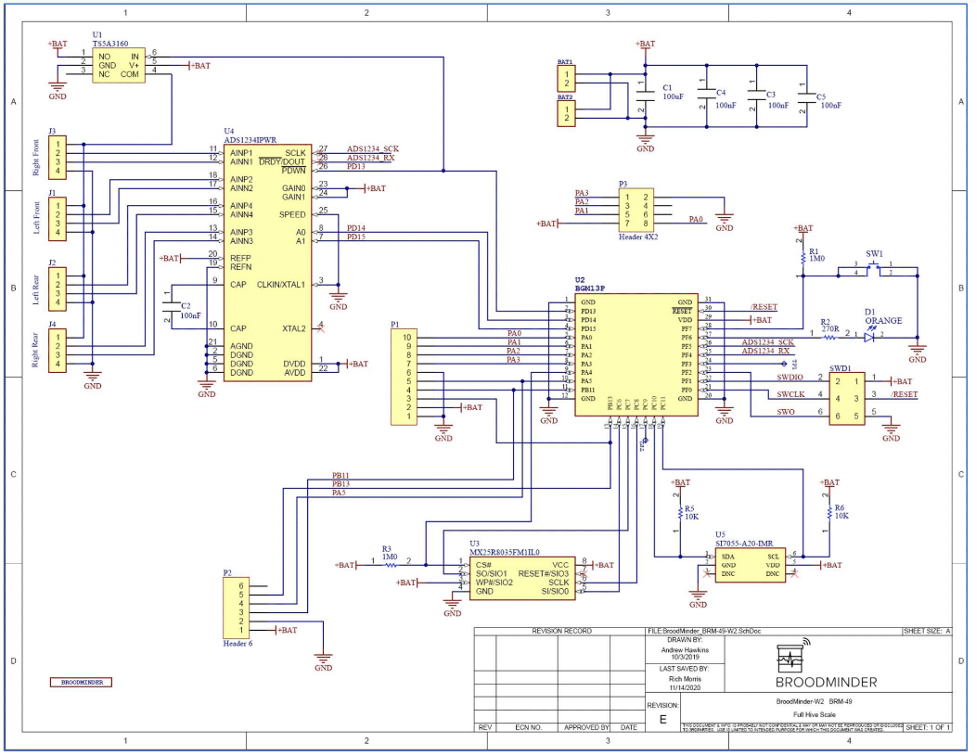 1 2 3 4
U1
TS5A3160
+BAT
1 NO IN 6
2 GND V+ 5 +BAT
3 NC COM 4
GND
BAT1
1
2
BAT2
1
2
+BAT
C1
100nF
C4
100nF
C3
100nF
C5
100nF
GND
A A
J3
Right Front
1
2
3
4
J1
Left Front
1
2
3
4
J2
Left Rear
1
2
3
4
J4
Right Rear
1
2
3
4
GND
U4
ADS1234IPWR
11 AINP1 SCLK 27 ADS1234_SCK
12 AINN1 DRDY/DOUT 28 ADS1234_RX
PDWN 26 PD13
18 AINP2
17 AINN2 GAIN0 23 +BAT
GAIN1 24
16 AINP4
15 AINN4 SPEED 25
13 AINP3 A0 8 PD14
14 AINN3 A1 7 PD15
+BAT 20 REFP
19 REFN
9 CAP CLKIN/XTAL1 3
GND
C2
100nF
10 CAP XTAL2 4
21 AGND
2 DGND
5 DGND DVDD 1 +BAT
6 DGND AVDD 22
GND
P3
PA3 1 2
PA2 3 4
PA1 5 6
+BAT 7 8 PA0
Header 4X2
GND
+BAT
R1
1M0
SW1
R2
270R
D1
ORANGE
GND
B B
U2
BGM13P
1 GND GND 31
2 PD13 RESET 30 /RESET
3 PD14 VDD 29 +BAT
4 PD15 PF7 28
PA0 5 PA0 PF6 27
PA1 6 PA1 PF5 26 ADS1234_SCK
PA2 7 PA2 PF4 25 ADS1234_RX
PA3 8 PA3 PF3 24
9 PA4 PF2 23
10 PA5 PF1 22
11 PB11 PF0 21
12 GND GND 20
PB13 PC6 PC7 PC8 PC9 PC10 PC11
GND GND
P1
10
9
8
7
6
5
4
3
2 +BAT
1
GND
SWD1
SWDIO 2 2 1 1 +BAT
SWCLK 4 4 3 3 /RESET
SWO 6 6 5 5
GND
C C
PB11
PB13
PA5
+BAT
R5
10K
+BAT
R6
10K
U5
SI7055-A20-IMR
1 SDA SCL 6
2 GND VDD 5 +BAT
3 DNC DNC 4
GND
U3
MX25R8035FM1IL0
R3
1M0
+BAT 1 2
1 CS# VCC 8 +BAT
2 SO/SIO1 RESET#/SIO3 7
+BAT 3 WP#/SIO2 SCLK 6
4 GND SI/SIO0 5
GND
P2
6
5
4
3
2
1 +BAT
Header 6
GND
D D
BROODMINDER
REVISION RECORD
REV ECN NO. APPROVED BY DATE
FILE:BroodMinder_BRM-49-W2.SchDoc SHEET SIZE: A
DRAWN BY:
Andrew Hawkins
10/3/2019
LAST SAVED BY:
Rich Morris
11/14/2020
REVISION:
E
BROODMINDER
BroodMinder-W2 BRM-49
Full Hive Scale
SHEET: 1 OF 1
1 2 3 4